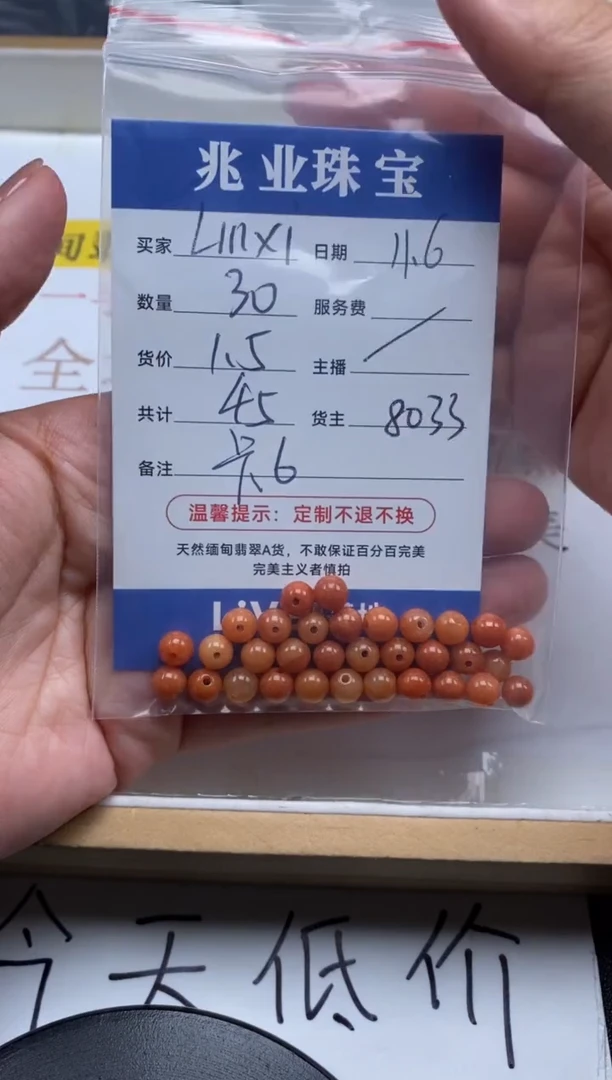 兆业珠宝
买家 Linxi 日期 11.6
数量 30 服务费 /
货价 1.5 主播
共计 45 货主 8033
备注 卡6
温馨提示：定制不退不换
天然缅甸翡翠A货，不敢保证百分百完美
完美主义者慎拍
今天低价